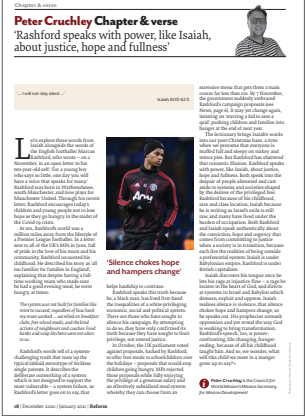 Chapter & verse
Peter Cruchley Chapter & verse
‘Rashford speaks with power, like Isaiah,
about justice, hope and fullness’
‘... I will not stay silent ...’
Isaiah 61:10-62:3
Let’s explore these words from
Isaiah alongside the words of
the English footballer Marcus
Rashford, who wrote – on 2
November, in an open letter to his
ten-year-old self: ‘For a young boy
who says so little, one day you will
have a voice that speaks for many’.
Rashford was born in Wythenshawe,
south Manchester, and now plays for
Manchester United. Through his recent
letter, Rashford encourages today’s
children and young people not to lose
hope as they go hungry in the midst of
the Covid-19 crisis.
At ten, Rashford’s world was a
million miles away from the lifestyle of
a Premier League footballer. In a letter
sent to all of the UK’s MPs in June, full
of pride in the love of his mum and
community, Rashford recounted his
childhood. He described his story as ‘all
too familiar for families in England’,
explaining that despite having a full-
time working mum who made sure
he had a good evening meal, he went
hungry at times:
The system was not built for families like
mine to succeed, regardless of how hard
my mum worked ... we relied on breakfast
clubs, free school meals, and the kind
actions of neighbours and coaches. Food
banks and soup kitchens were not alien
to us.
Rashford’s words tell of a system-
challenging truth that tears up the
typical tabloid stereotype of feckless
single parents. It describes the
deliberate outworking of a system
which is not designed to support the
most vulnerable – a system failure, as
Rashford’s letter goes on to say, that
‘Silence chokes hope
and hampers change’
helps hardship to continue.
Rashford speaks this truth because
he, a black man, has lived first-hand
the inequalities of a white-privileging
economic, social and political system.
There are those who have sought to
silence his campaign. By attempting
to do so, they have only confirmed its
truth because they have sought to limit
privilege, not extend justice.
In October, the UK parliament voted
against proposals, backed by Rashford,
to offer free meals to school children over
the holidays – proposals that would stop
children going hungry. MPs rejected
these proposals while fully enjoying
the privilege of a generous salary and
an effectively subsidised meal system
whereby they can choose from an
extensive menu that gets them a main
course for less than £10. By 7 November,
the government suddenly embraced
Rashford’s campaign proposals (see
News, page 6). It may yet change again,
insisting on ‘starving a kid to save a
quid’, pushing children and families into
hunger at the end of next year.
The lectionary brings Isaiah’s words
into our post-Christmas haze, a time
when we presume that everyone is
stuffed full and sleepy on turkey and
mince pies. But Rashford has shattered
that romantic illusion. Rashford speaks
with power, like Isaiah, about justice,
hope and fullness. Both speak into the
despair of people silenced and cast
aside in systems and societies shaped
by the desires of the privileged few:
Rashford because of his childhood,
race and class location, Isaiah because
he is writing as Israel’s exile is still
raw, and many have lived under the
burden of occupation. Both Rashford
and Isaiah speak authentically about
the conviction, hope and urgency that
comes from committing to justice
when a society is in transition, because
each live the realities of being outside
a preferential system: Isaiah is under
Babylonian empire, Rashford is under
British capitalism.
Isaiah discovers his tongue once he
lets his rage at injustice flow – a rage he
locates in the heart of God, and directs
at systems in Israel and Babylon which
demean, exploit and oppress. Isaiah
realises silence is violence, that silence
chokes hope and hampers change, so
he speaks out. His prophecies unmask
oppression and yet reveal the way God
is working to bring transformation.
Rashford’s speech, too, is power-
confronting, life-changing, hunger-
ending, because of all his childhood
taught him. And so, we wonder, what
will this child we meet in a manger
grow up to say?
Peter Cruchley is the Council for
World Mission’s Mission Secretary
for Mission Development
18 | December 2020 / January 2021 | Reform